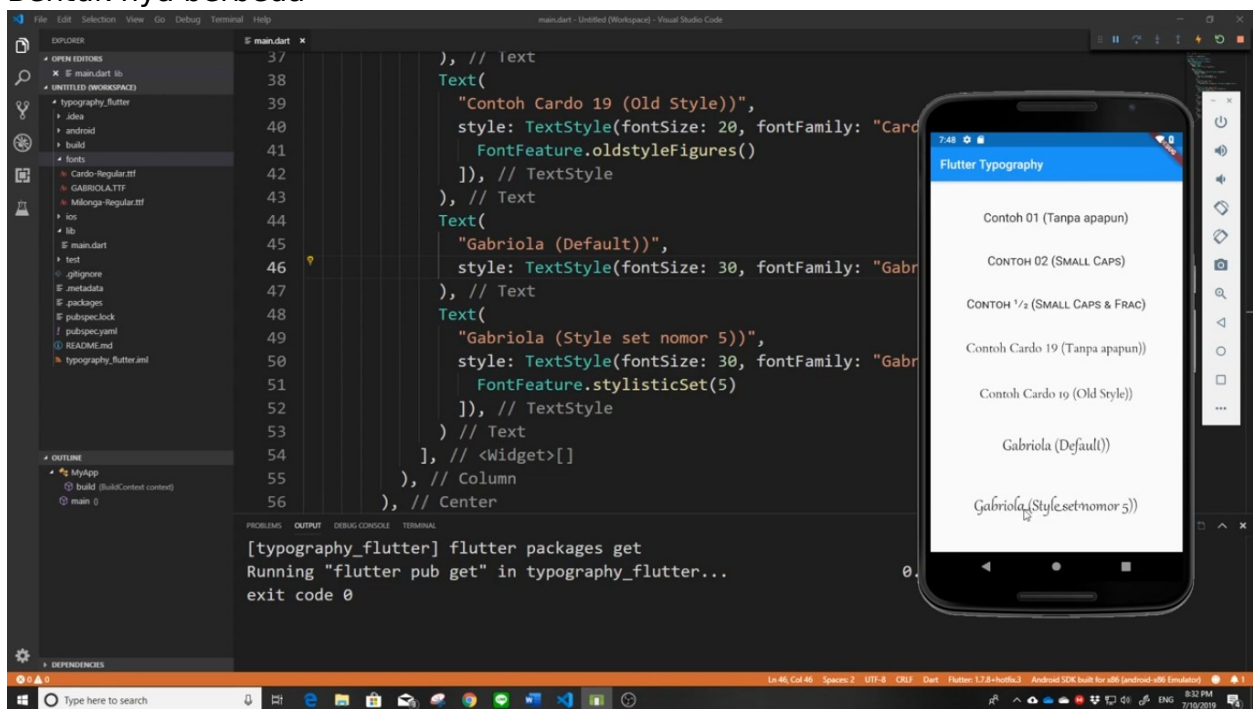 File Edit Selection View Go Debug Terminal Help
main.dart - Untitled (Workspace) - Visual Studio Code
EXPLORER
OPEN EDITORS
main.dart lib
UNTITLED (WORKSPACE)
typography_flutter
.idea
android
build
fonts
Cardo-Regular.ttf
GABRIOLA.TTF
Milonga-Regular.ttf
ios
lib
main.dart
test
.gitignore
.metadata
.packages
pubspec.lock
pubspec.yaml
README.md
typography_flutter.iml
OUTLINE
MyApp
build (BuildContext context)
main ()
DEPENDENCIES
main.dart
37 ), // Text
38 Text(
39 "Contoh Cardo 19 (Old Style))",
40 style: TextStyle(fontSize: 20, fontFamily: "Card
41 FontFeature.oldstyleFigures()
42 ]), // TextStyle
43 ), // Text
44 Text(
45 "Gabriola (Default))",
46 style: TextStyle(fontSize: 30, fontFamily: "Gabr
47 ), // Text
48 Text(
49 "Gabriola (Style set nomor 5))",
50 style: TextStyle(fontSize: 30, fontFamily: "Gabr
51 FontFeature.stylisticSet(5)
52 ]), // TextStyle
53 ) // Text
54 ], // <Widget>[]
55 ), // Column
56 ), // Center
PROBLEMS OUTPUT DEBUG CONSOLE TERMINAL
[typography_flutter] flutter packages get
Running "flutter pub get" in typography_flutter... 0.
exit code 0
7:48
Flutter Typography
Contoh 01 (Tanpa apapun)
Contoh 02 (Small Caps)
Contoh ½ (Small Caps & Frac)
Contoh Cardo 19 (Tanpa apapun))
Contoh Cardo 19 (Old Style))
Gabriola (Default))
Gabriola (Style set nomor 5))
0 0
Ln 46, Col 46 Spaces: 2 UTF-8 CRLF Dart Flutter: 1.7.8+hotfix.3 Android SDK built for x86 (android-x86 Emulator) 1
Type here to search
ENG
8:32 PM
7/10/2019